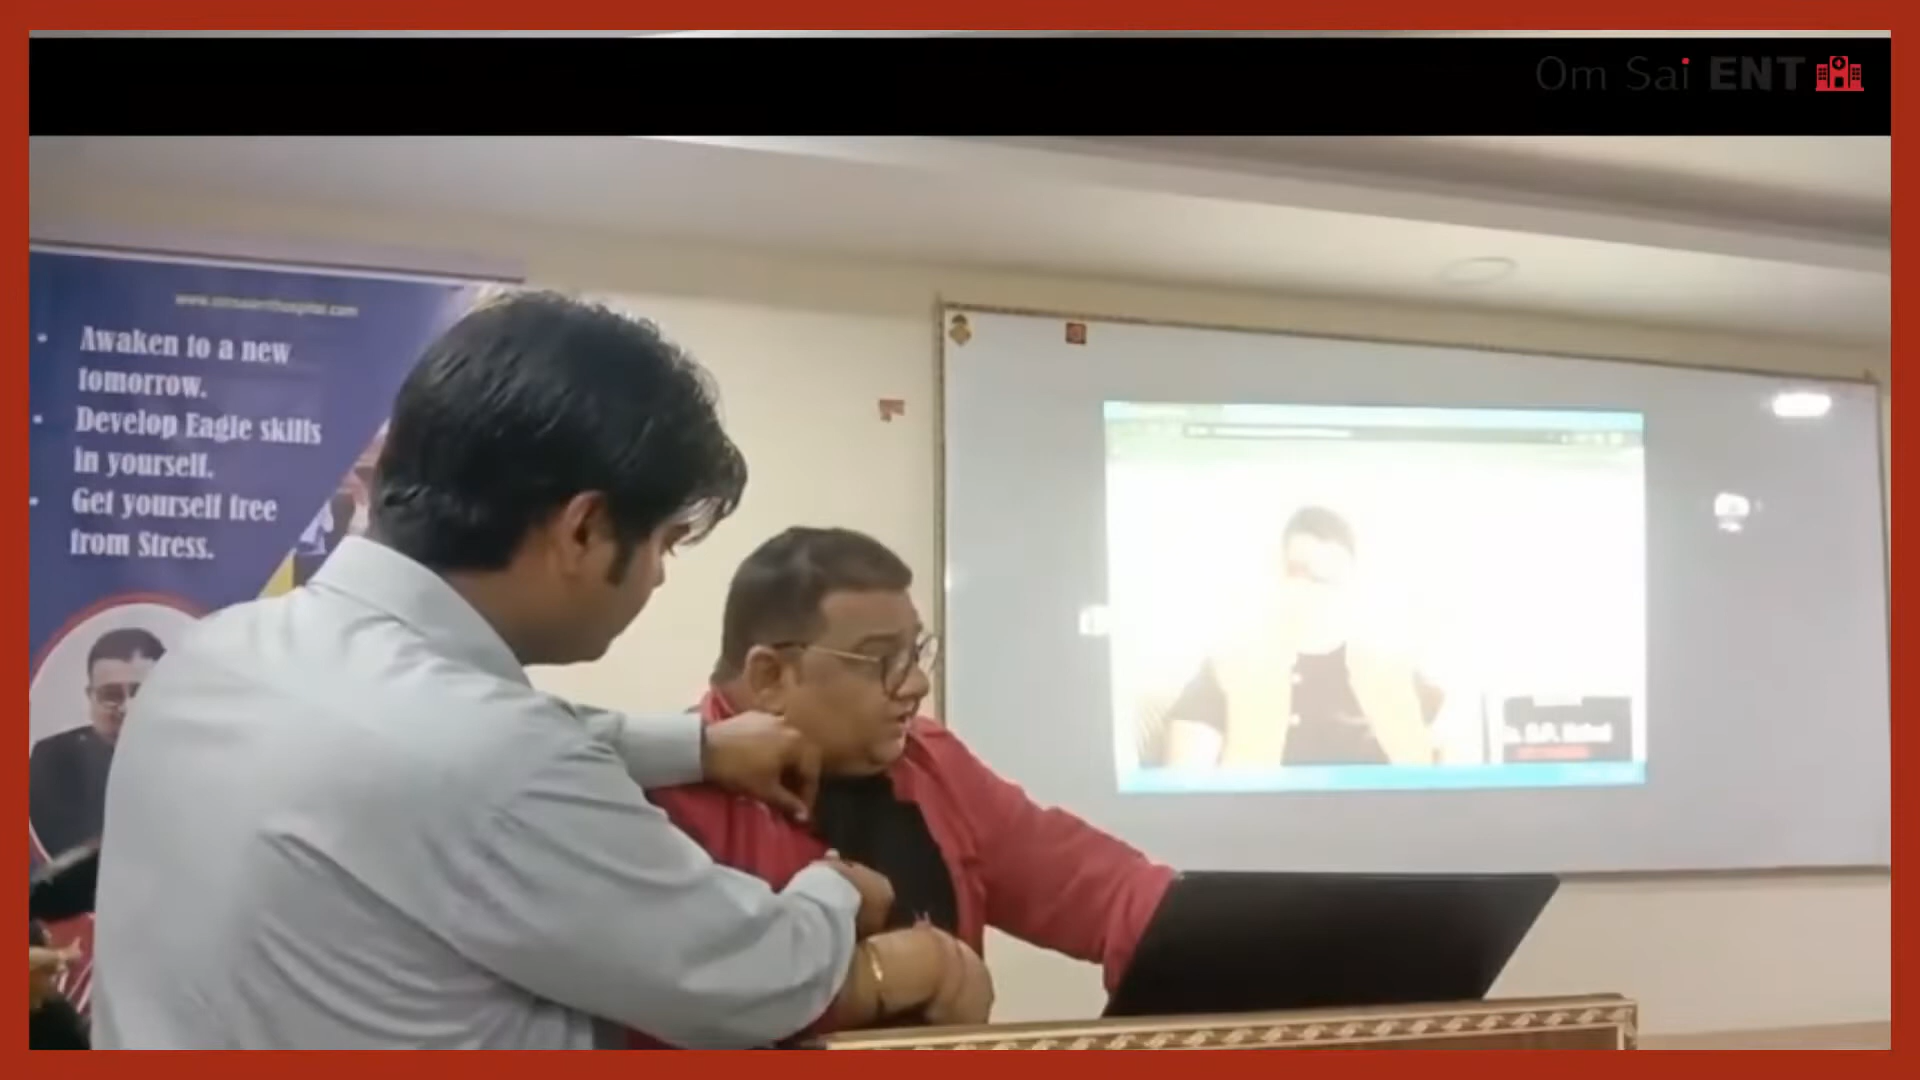 Om Sai ENT
Awaken to a new
tomorrow.
Develop Eagle skills
in yourself.
Get yourself free
from Stress.